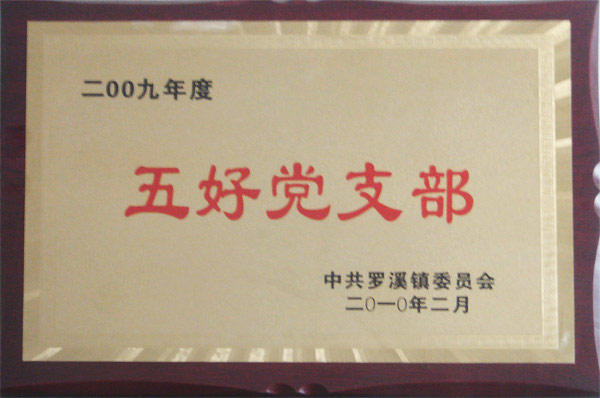 二00九年度
五好党支部
中共罗溪镇委员会
二0一0年二月